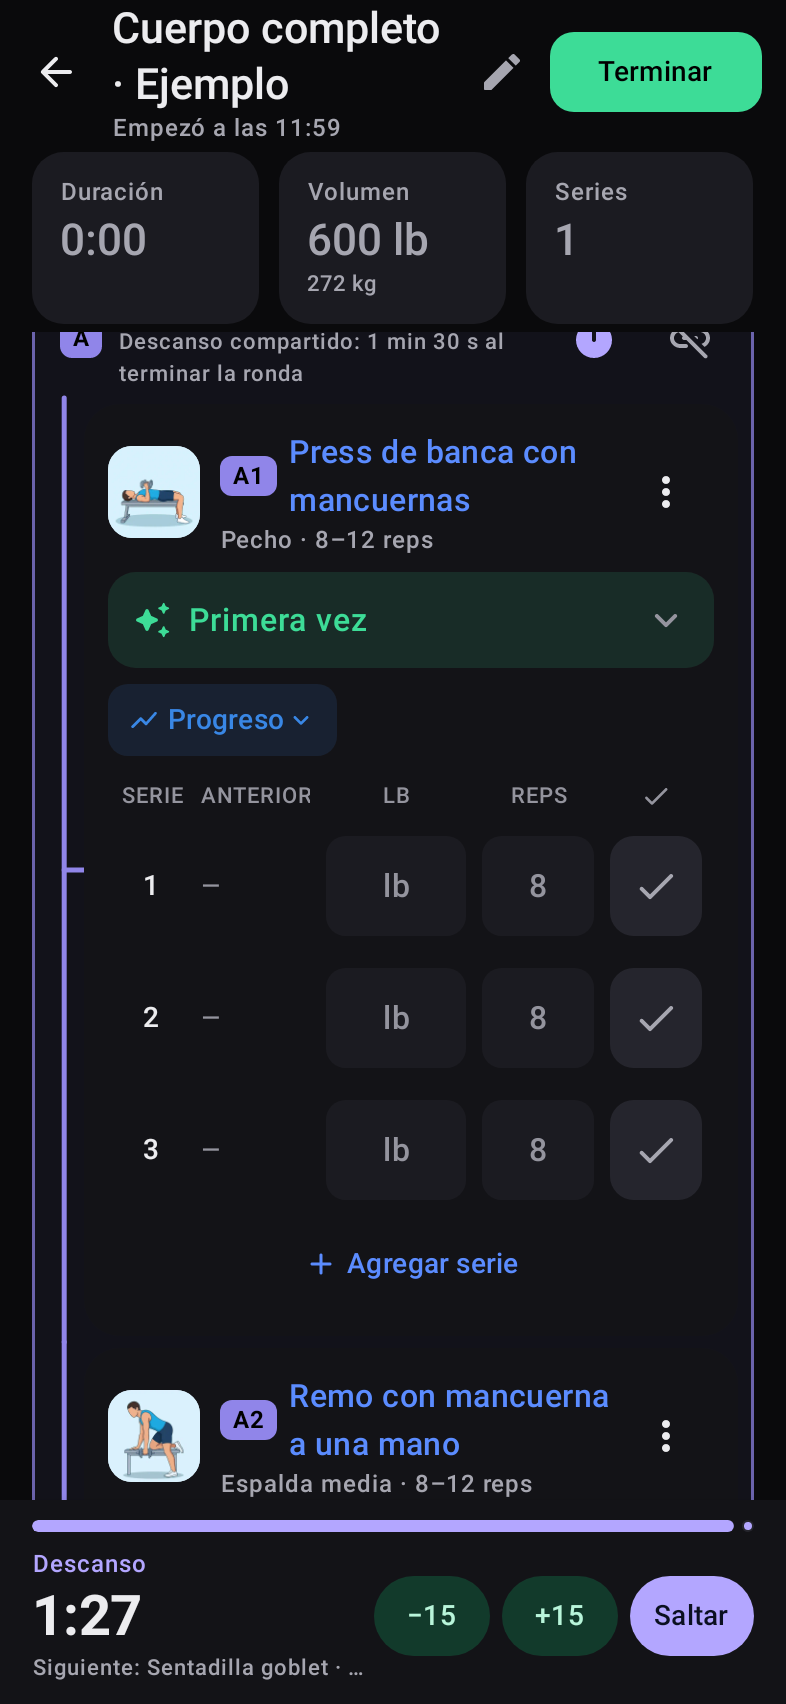 Cuerpo completo
· Ejemplo
Empezó a las 11:59
Terminar
Duración
0:00
Volumen
600 lb
272 kg
Series
1
A
Descanso compartido: 1 min 30 s al
terminar la ronda
A1
Press de banca con
mancuernas
Pecho · 8–12 reps
Primera vez
Progreso
SERIE ANTERIOR LB REPS
1 – lb 8
2 – lb 8
3 – lb 8
+ Agregar serie
A2
Remo con mancuerna
a una mano
Espalda media · 8–12 reps
Descanso
1:27
Siguiente: Sentadilla goblet · …
−15
+15
Saltar